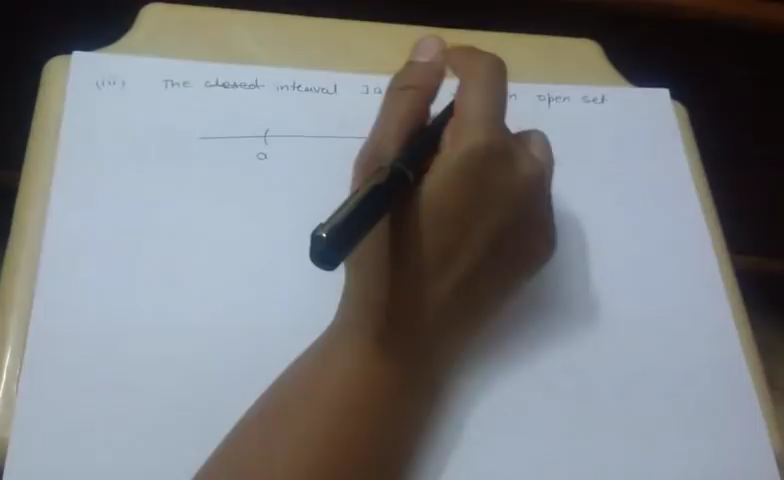 (iii) The closed interval ]a n open set
a